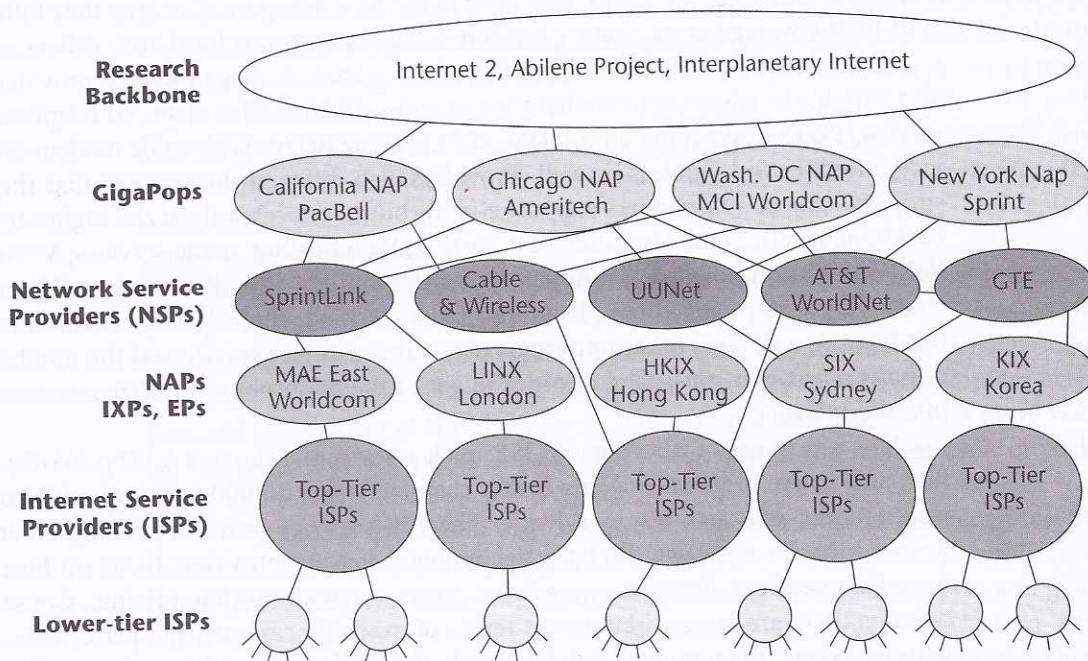 Research
Backbone
Internet 2, Abilene Project, Interplanetary Internet
GigaPops
California NAP
PacBell
Chicago NAP
Ameritech
Wash, DC NAP
MCI Worldcom
New York Nap
Sprint
Network Service
Providers (NSPs)
SprintLink
Cable
& Wireless
UUNet
AT&T
WorldNet
GTE
NAPs
IXPs, EPs
MAE East
Worldcom
LINX
London
HKIX
Hong Kong
SIX
Sydney
KIX
Korea
Internet Service
Providers (ISPs)
Top-Tier
ISPs
Top-Tier
ISPs
Top-Tier
ISPs
Top-Tier
ISPs
Top-Tier
ISPs
Lower-tier ISPs